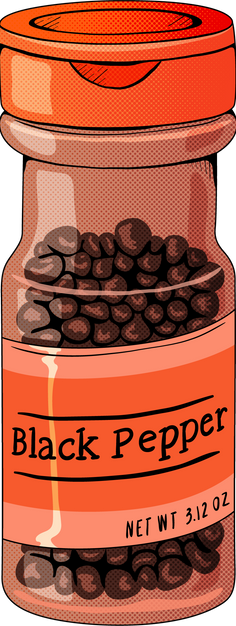 Black Pepper
NET WT 3.12 OZ